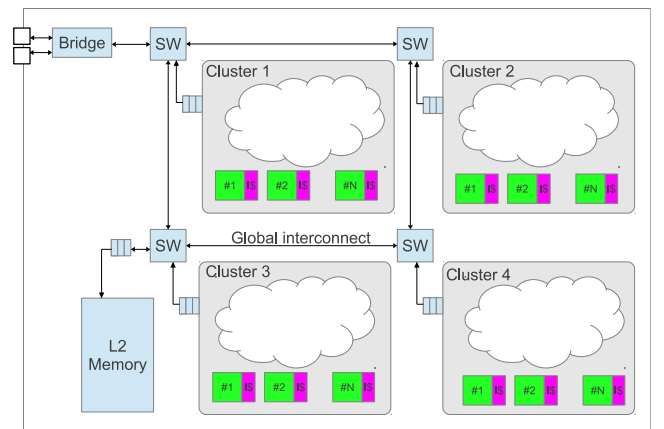 Bridge
SW
SW
Cluster 1
#1 I$ #2 I$ #N I$
Cluster 2
#1 I$ #2 I$ #N I$
SW
Global interconnect
SW
Cluster 3
#1 I$ #2 I$ #N I$
Cluster 4
#1 I$ #2 I$ #N I$
L2
Memory